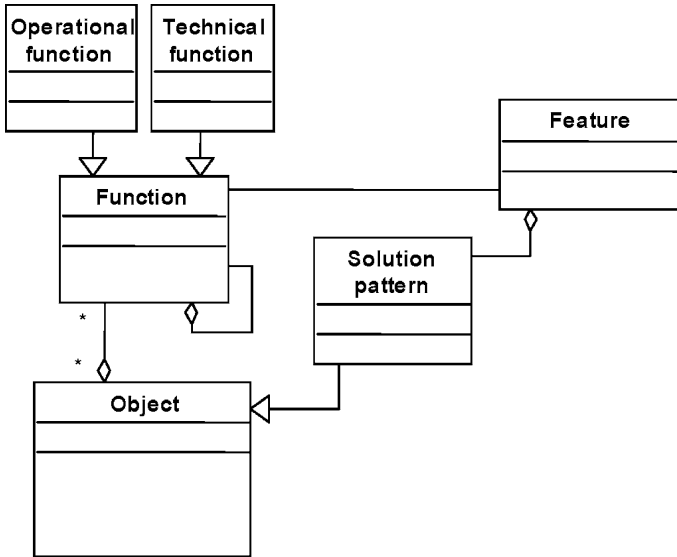 Operational
function
Technical
function
Feature
Function
Solution
pattern
*
*
Object